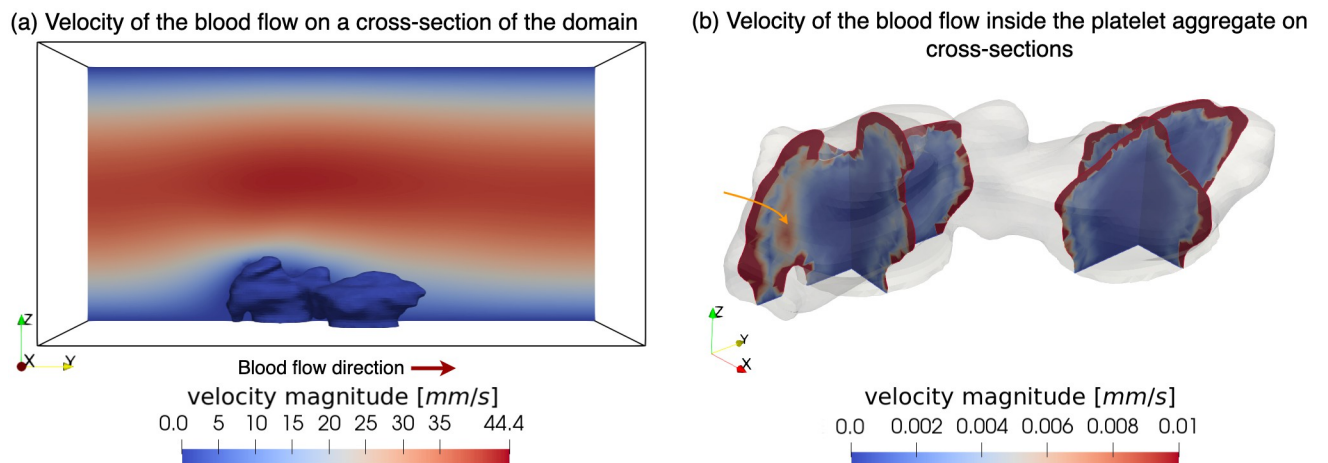 (a) Velocity of the blood flow on a cross-section of the domain
Z
X
Y
Blood flow direction
velocity magnitude [mm/s]
0.0 5 10 15 20 25 30 35 44.4
(b) Velocity of the blood flow inside the platelet aggregate on
cross-sections
Z
Y
X
velocity magnitude [mm/s]
0.0 0.002 0.004 0.006 0.008 0.01